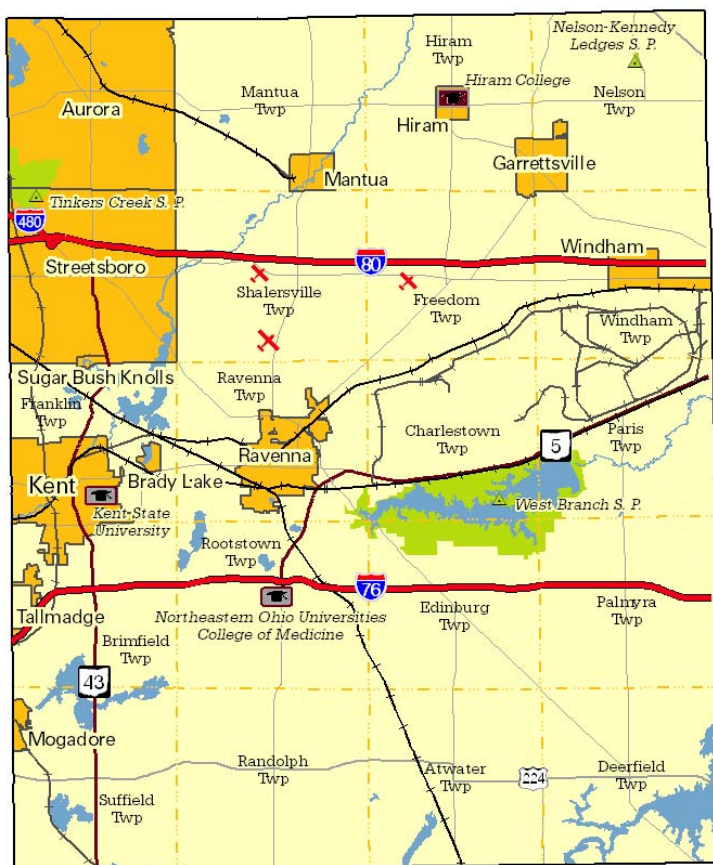 Nelson-Kennedy
Ledges S. P.
Hiram
Twp
Hiram College
Aurora
Mantua
Twp
Nelson
Twp
Hiram
Garrettsville
Mantua
Tinkers Creek S. P.
480
Windham
80
Streetsboro
Shalersville
Twp
Freedom
Twp
Windham
Twp
Sugar Bush Knolls
Ravenna
Twp
Franklin
Twp
Charlestown
Twp
Paris
Twp
5
Ravenna
Kent
Brady Lake
West Branch S. P.
Kent State
University
Rootstown
Twp
76
Tallmadge
Northeastern Ohio Universities
College of Medicine
Edinburg
Twp
Palmyra
Twp
Brimfield
Twp
43
Mogadore
Randolph
Twp
Atwater
Twp
224
Deerfield
Twp
Suffield
Twp